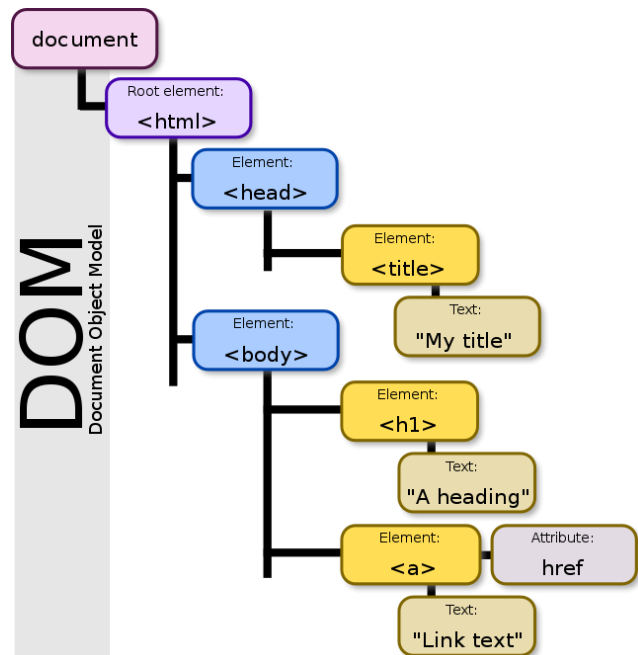 document
Root element:
<html>
Element:
<head>
Element:
<title>
Text:
"My title"
Element:
<body>
Element:
<h1>
Text:
"A heading"
Element:
<a>
Attribute:
href
Text:
"Link text"
DOM
Document Object Model